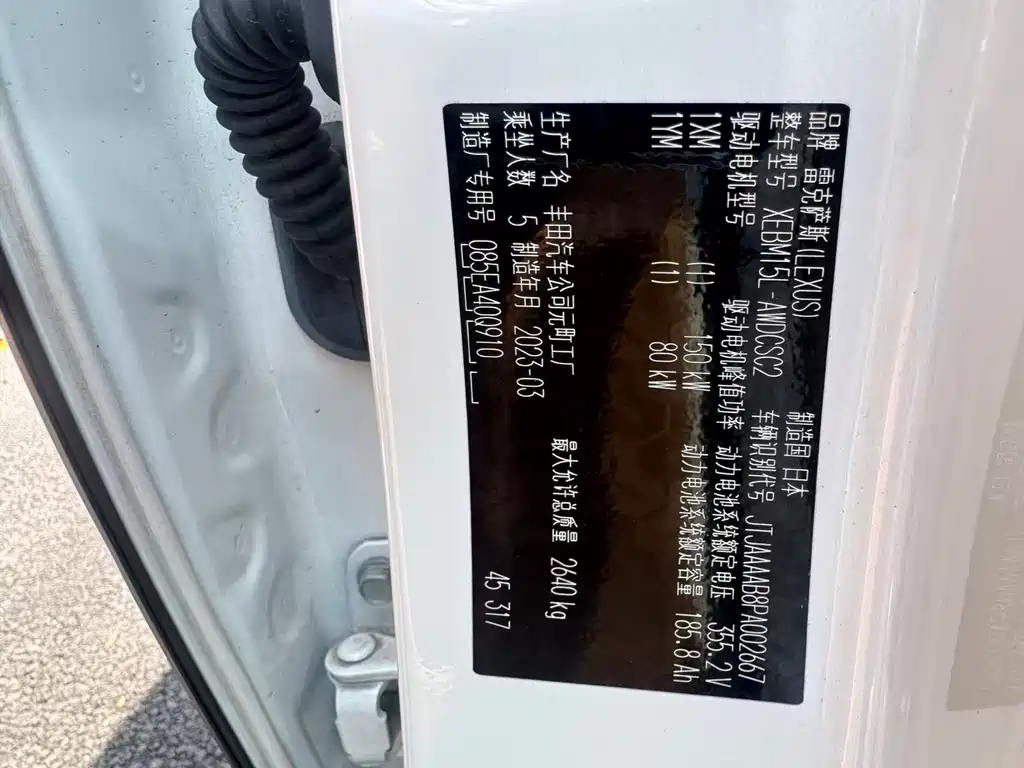 品牌 雷克萨斯(LEXUS) 制造国 日本
整车型号 XEBM15L-AWDCSG2 车辆识别代号 JTJAAAAB8PA002667
驱动电机型号 驱动电机峰值功率 动力电池系统额定电压 355.2 V
1XM (1) 150 kW 动力电池系统额定容量 185.8 Ah
1YM (1) 80 kW
生产厂名 丰田汽车公司元町工厂 最大允许总质量 2640 kg
乘坐人数 5 制造年月 2023-03
制造厂专用号 085EA40Q910 45 317